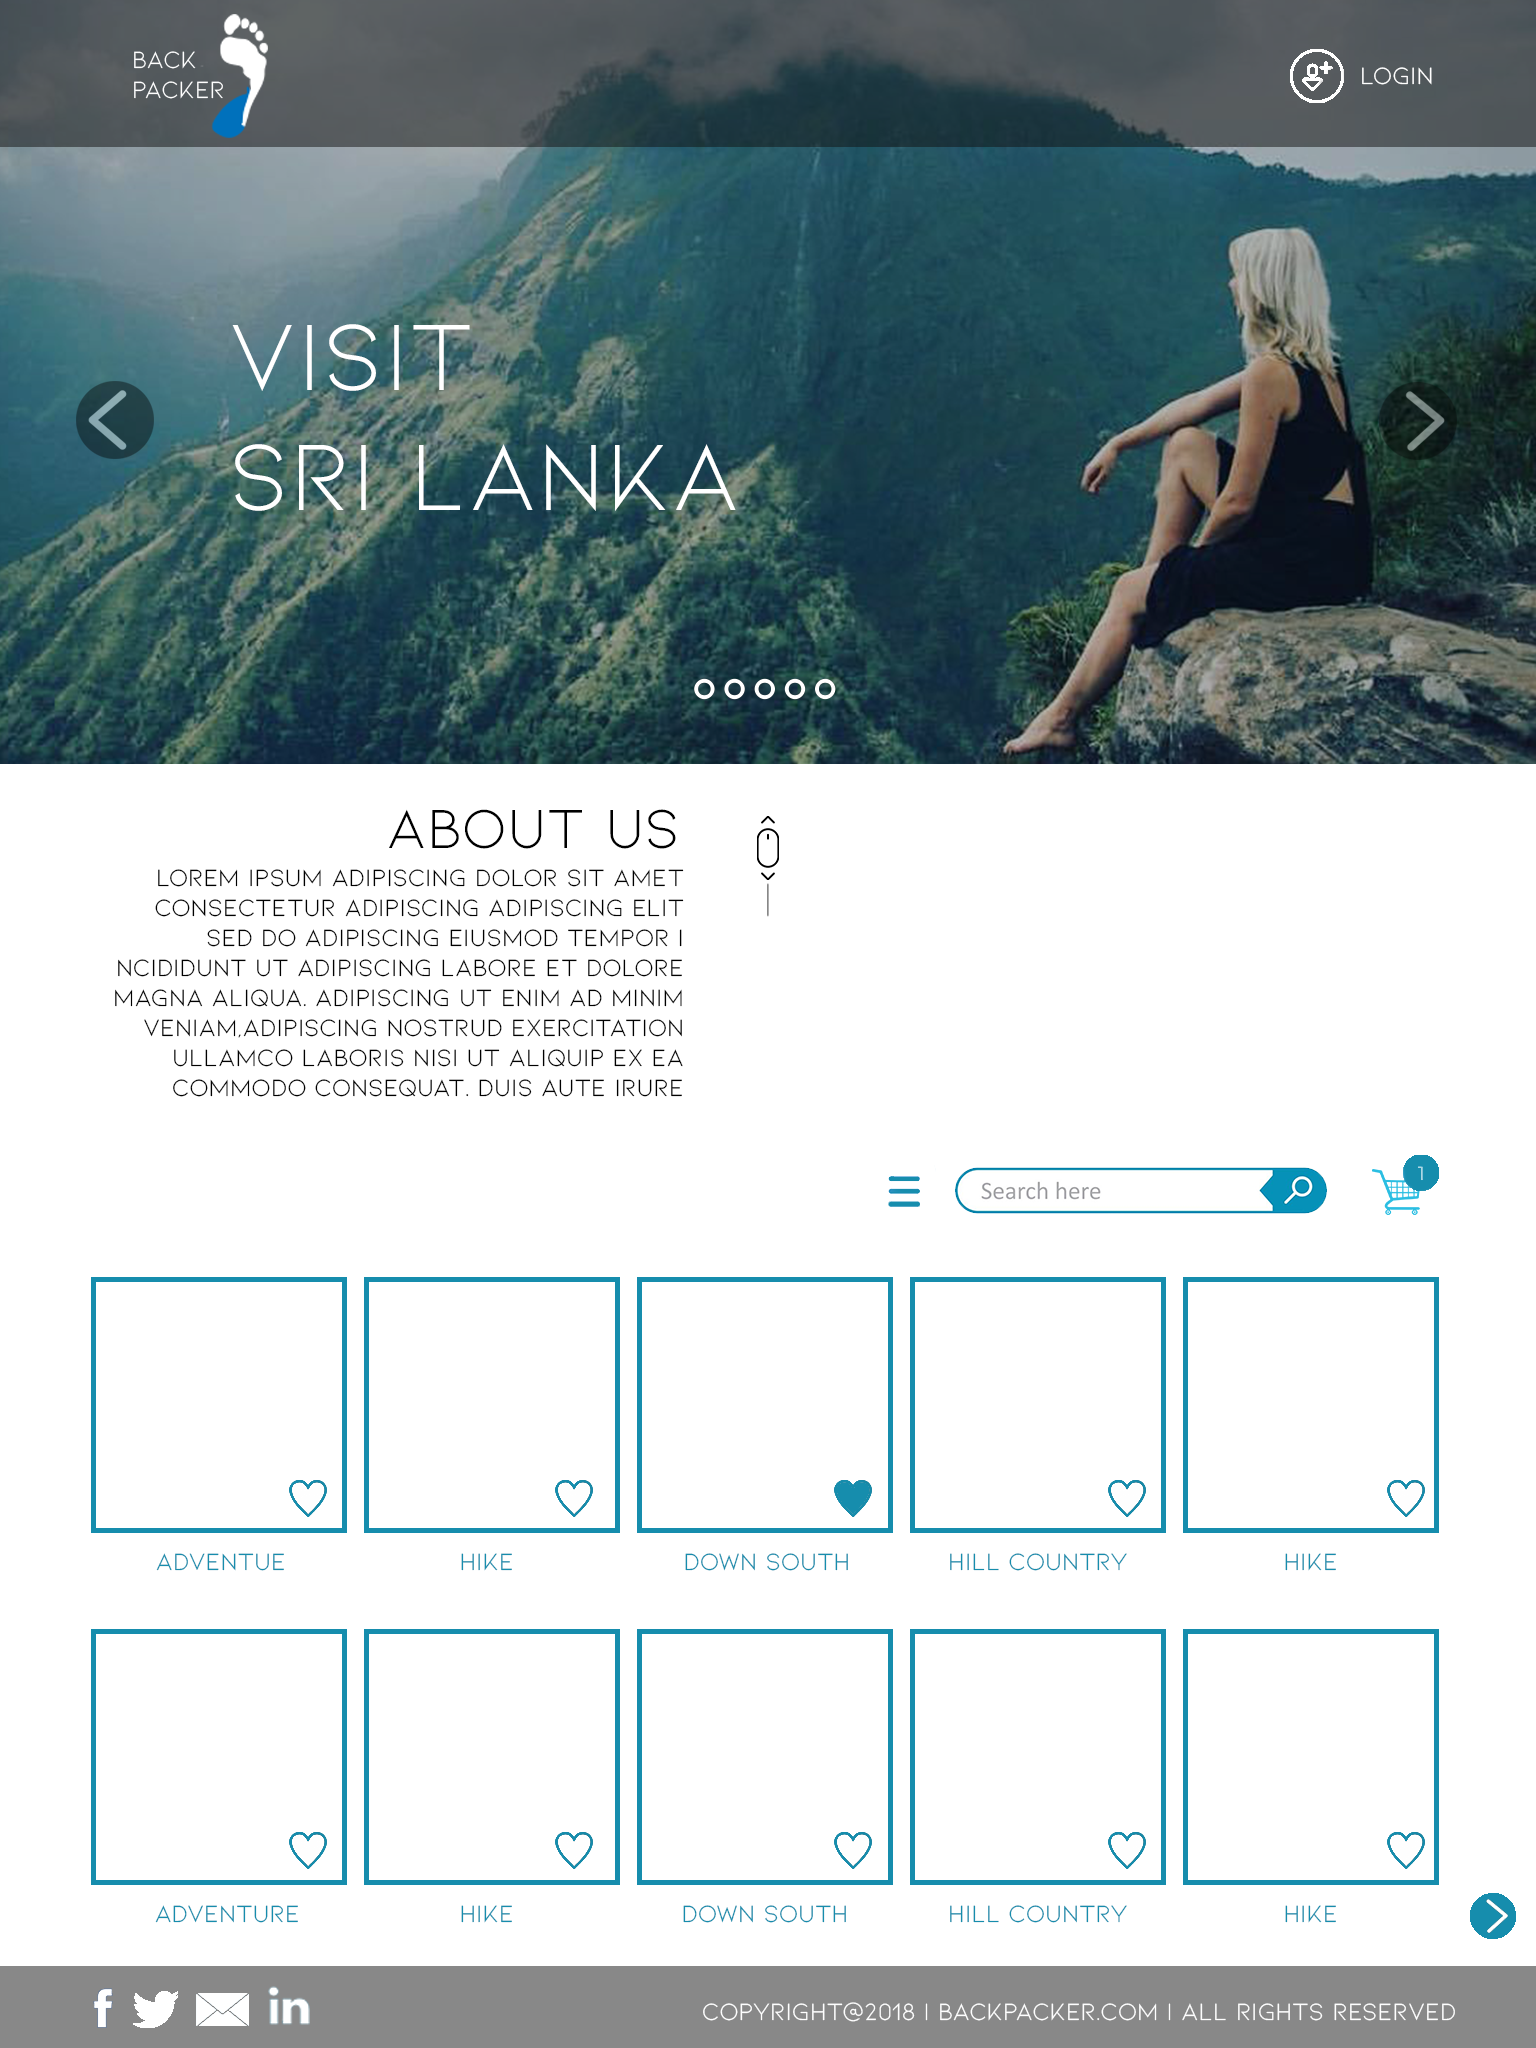 BACK
PACKER
LOGIN
VISIT
SRI LANKA
ABOUT US
LOREM IPSUM ADIPISCING DOLOR SIT AMET
CONSECTETUR ADIPISCING ADIPISCING ELIT
SED DO ADIPISCING EIUSMOD TEMPOR I
NCIDIDUNT UT ADIPISCING LABORE ET DOLORE
MAGNA ALIQUA. ADIPISCING UT ENIM AD MINIM
VENIAM,ADIPISCING NOSTRUD EXERCITATION
ULLAMCO LABORIS NISI UT ALIQUIP EX EA
COMMODO CONSEQUAT. DUIS AUTE IRURE
Search here
1
ADVENTUE
HIKE
DOWN SOUTH
HILL COUNTRY
HIKE
ADVENTURE
HIKE
DOWN SOUTH
HILL COUNTRY
HIKE
f
in
COPYRIGHT@2018 | BACKPACKER.COM | ALL RIGHTS RESERVED